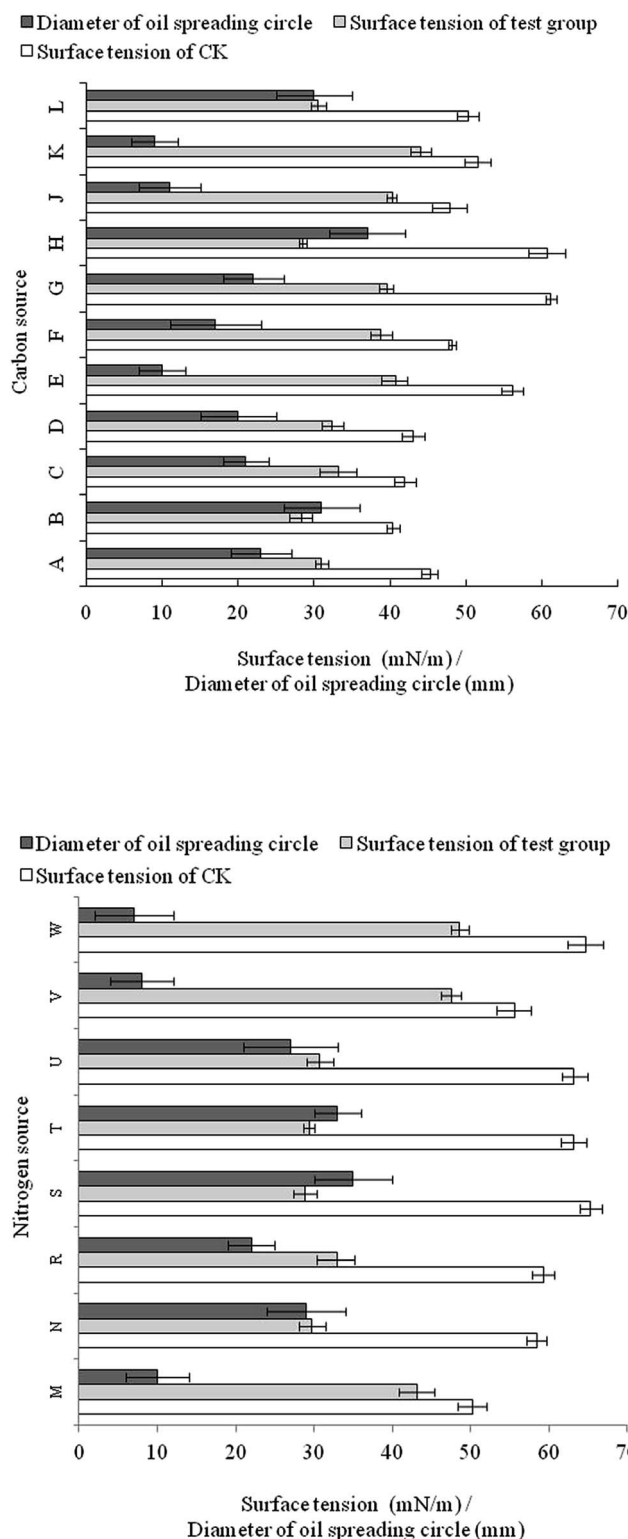 Diameter of oil spreading circle Surface tension of test group
Surface tension of CK
Carbon source
L
K
J
H
G
F
E
D
C
B
A
0 10 20 30 40 50 60 70
Surface tension (mN/m) /
Diameter of oil spreading circle (mm)
Diameter of oil spreading circle Surface tension of test group
Surface tension of CK
Nitrogen source
W
V
U
T
S
R
N
M
0 10 20 30 40 50 60 70
Surface tension (mN/m) /
Diameter of oil spreading circle (mm)